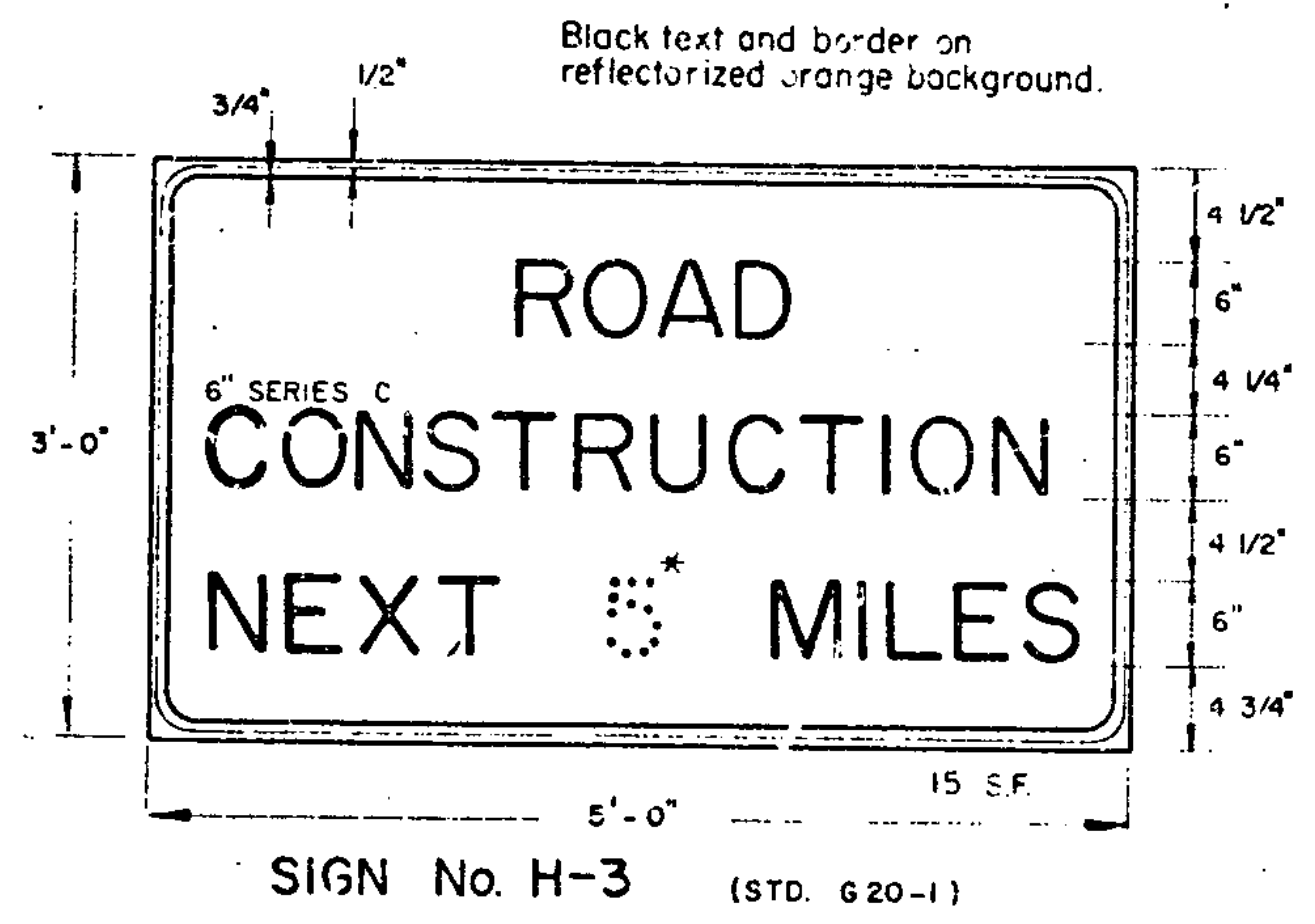 Black text and border on
reflectorized orange background.
1/2"
3/4"
4 1/2"
ROAD
6"
4 1/4"
6" SERIES C
3'-0"
CONSTRUCTION
6"
4 1/2"
NEXT 5* MILES
6"
4 3/4"
15 S.F.
5'-0"
SIGN No. H-3 (STD. G20-1)